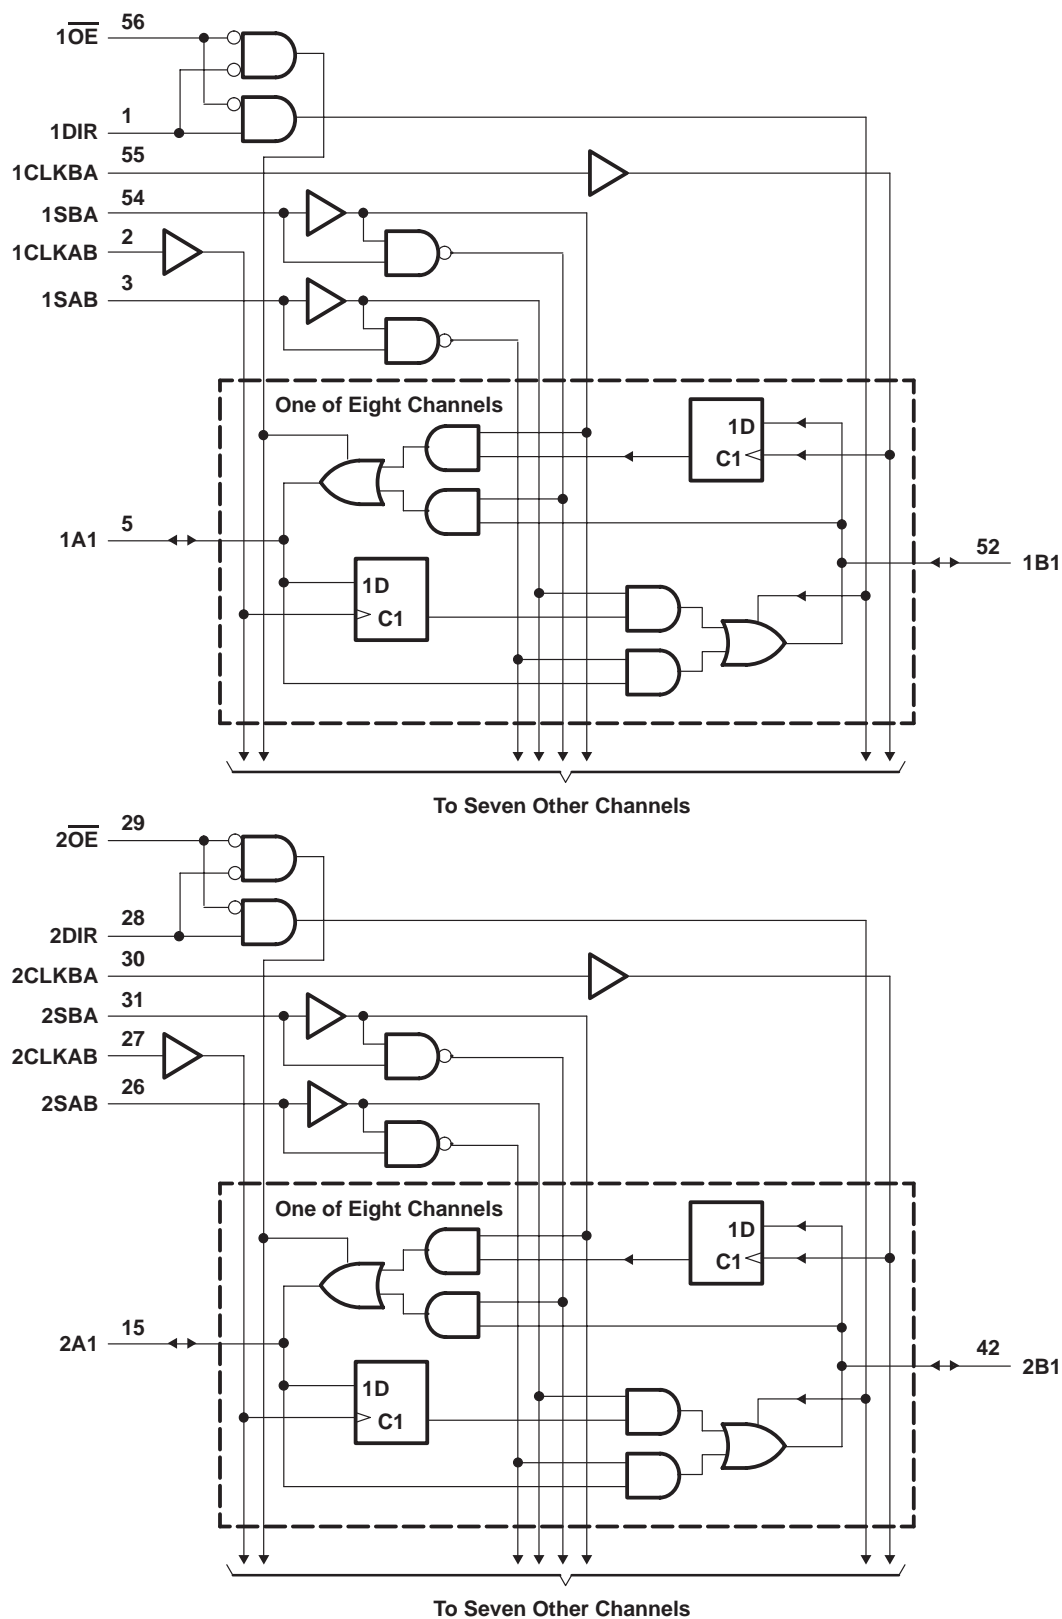 56
1O̅E̅
1
1DIR
55
1CLKBA
54
1SBA
2
1CLKAB
3
1SAB
One of Eight Channels
1D
C1
5
1A1
52
1B1
1D
C1
To Seven Other Channels
29
2O̅E̅
28
2DIR
30
2CLKBA
31
2SBA
27
2CLKAB
26
2SAB
One of Eight Channels
1D
C1
15
2A1
42
2B1
1D
C1
To Seven Other Channels